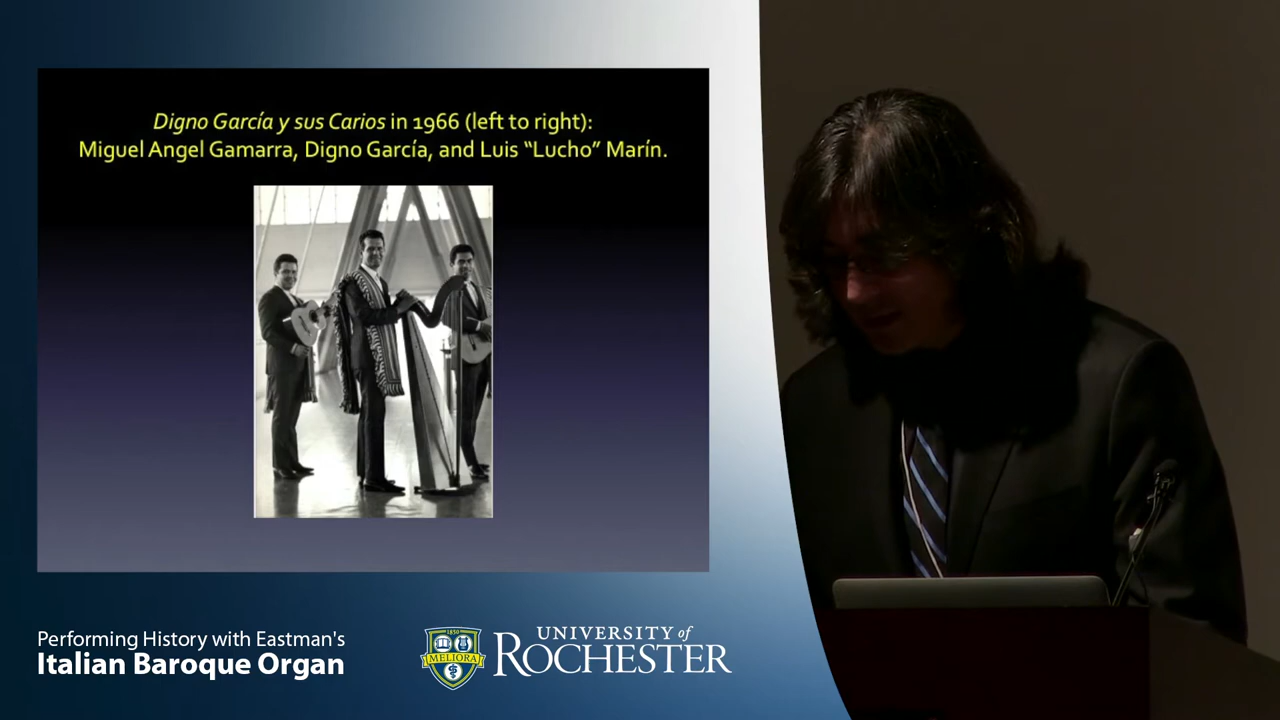 Digno García y sus Carios in 1966 (left to right):
Miguel Angel Gamarra, Digno García, and Luis “Lucho” Marín.
Performing History with Eastman's
Italian Baroque Organ
1850
MELIORA
UNIVERSITY of
ROCHESTER